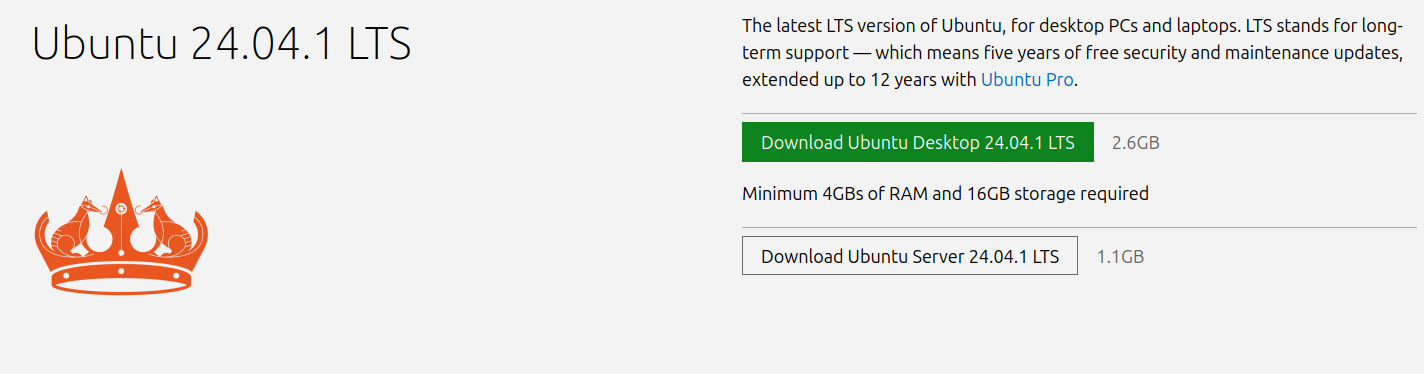 Ubuntu 24.04.1 LTS
The latest LTS version of Ubuntu, for desktop PCs and laptops. LTS stands for long-
term support — which means five years of free security and maintenance updates,
extended up to 12 years with Ubuntu Pro.
Download Ubuntu Desktop 24.04.1 LTS 2.6GB
Minimum 4GBs of RAM and 16GB storage required
Download Ubuntu Server 24.04.1 LTS 1.1GB